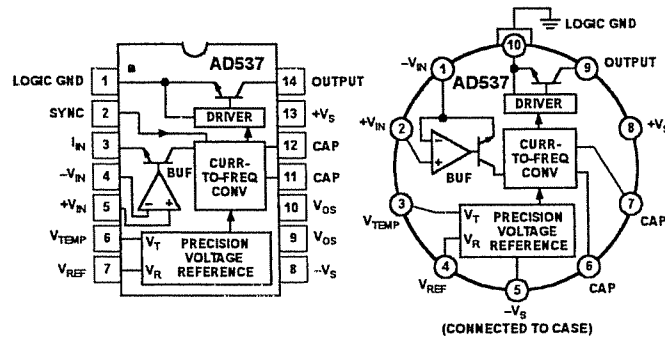 AD537
LOGIC GND 1
SYNC 2
I_IN 3
-V_IN 4
+V_IN 5
V_TEMP 6
V_REF 7
14 OUTPUT
13 +V_S
12 CAP
11 CAP
10 V_OS
9 V_OS
8 -V_S
DRIVER
CURR-
TO-FREQ
CONV
BUF
- +
V_T
V_R
PRECISION
VOLTAGE
REFERENCE
LOGIC GND
10
AD537
-V_IN
1
+V_IN
2
V_TEMP
3
4
V_REF
5
-V_S
(CONNECTED TO CASE)
6
CAP
7
CAP
8
+V_S
9
OUTPUT
DRIVER
CURR-
TO-FREQ
CONV
-
+
BUF
V_T
V_R
PRECISION
VOLTAGE
REFERENCE